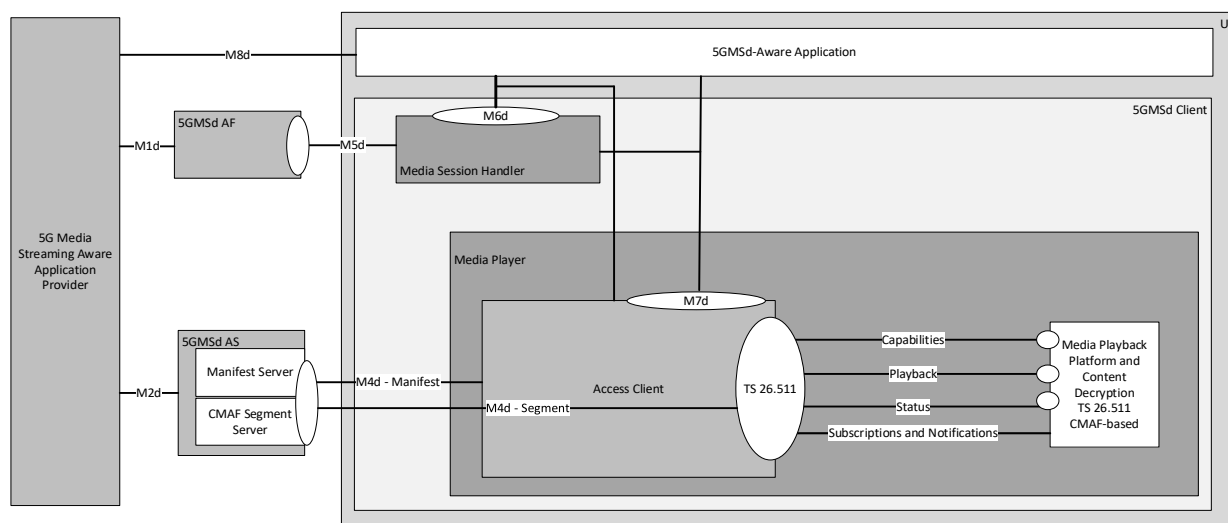 U
M8d
5GMSd-Aware Application
5GMSd Client
5GMSd AF
M6d
M1d
M5d
Media Session Handler
5G Media
Streaming Aware
Application
Provider
Media Player
M7d
5GMSd AS
Manifest Server
CMAF Segment
Server
M2d
M4d - Manifest
M4d - Segment
Access Client
TS 26.511
Capabilities
Playback
Status
Subscriptions and Notifications
Media Playback
Platform and
Content
Decryption
TS 26.511
CMAF-based